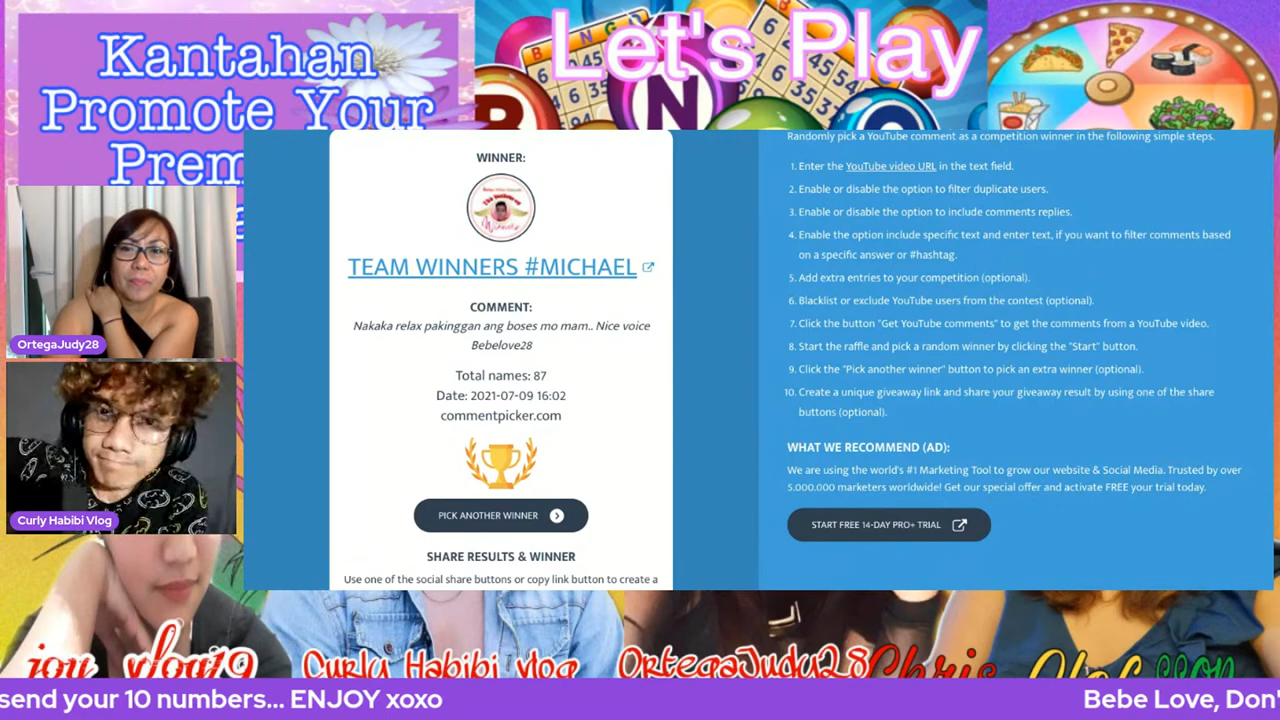 Kantahan
Promote Your
Prem
Let's Play
BINGO
N
WINNER:
TEAM WINNERS #MICHAEL
COMMENT:
Nakaka relax pakinggan ang boses mo mam.. Nice voice
Bebelove28
Total names: 87
Date: 2021-07-09 16:02
commentpicker.com
PICK ANOTHER WINNER
SHARE RESULTS & WINNER
Use one of the social share buttons or copy link button to create a
Randomly pick a YouTube comment as a competition winner in the following simple steps.
1. Enter the YouTube video URL in the text field.
2. Enable or disable the option to filter duplicate users.
3. Enable or disable the option to include comments replies.
4. Enable the option include specific text and enter text, if you want to filter comments based
on a specific answer or #hashtag.
5. Add extra entries to your competition (optional).
6. Blacklist or exclude YouTube users from the contest (optional).
7. Click the button "Get YouTube comments" to get the comments from a YouTube video.
8. Start the raffle and pick a random winner by clicking the "Start" button.
9. Click the "Pick another winner" button to pick an extra winner (optional).
10. Create a unique giveaway link and share your giveaway result by using one of the share
buttons (optional).
WHAT WE RECOMMEND (AD):
We are using the world's #1 Marketing Tool to grow our website & Social Media. Trusted by over
5.000.000 marketers worldwide! Get our special offer and activate FREE your trial today.
START FREE 14-DAY PRO+ TRIAL
OrtegaJudy28
Curly Habibi Vlog
joy vlog19
Curly Habibi vlog
OrtegaJudy28
Chris
send your 10 numbers... ENJOY xoxo
Bebe Love, Don'